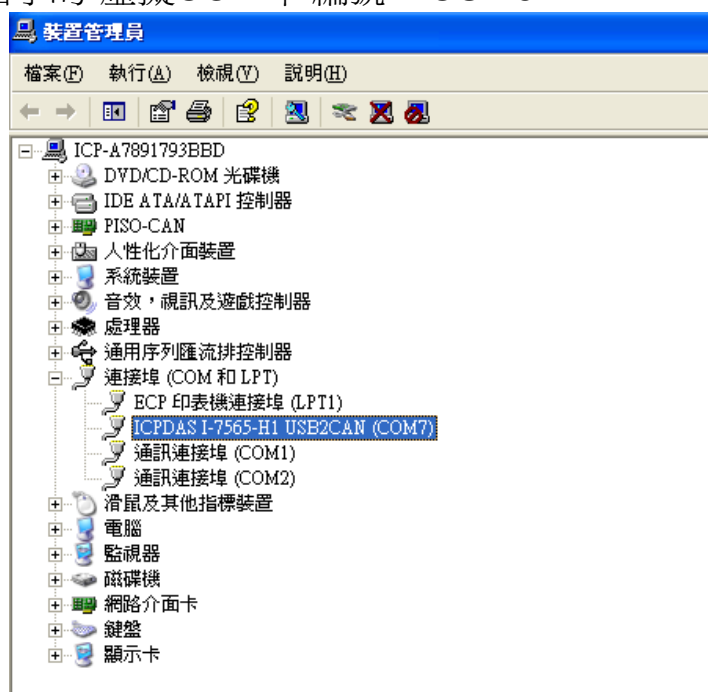 裝置管理員
檔案(F) 執行(A) 檢視(V) 說明(H)
ICP-A7891793BBD
DVD/CD-ROM 光碟機
IDE ATA/ATAPI 控制器
PISO-CAN
人性化介面裝置
系統裝置
音效，視訊及遊戲控制器
處理器
通用序列匯流排控制器
連接埠 (COM 和 LPT)
ECP 印表機連接埠 (LPT1)
ICPDAS I-7565-H1 USB2CAN (COM7)
通訊連接埠 (COM1)
通訊連接埠 (COM2)
滑鼠及其他指標裝置
電腦
監視器
磁碟機
網路介面卡
鍵盤
顯示卡